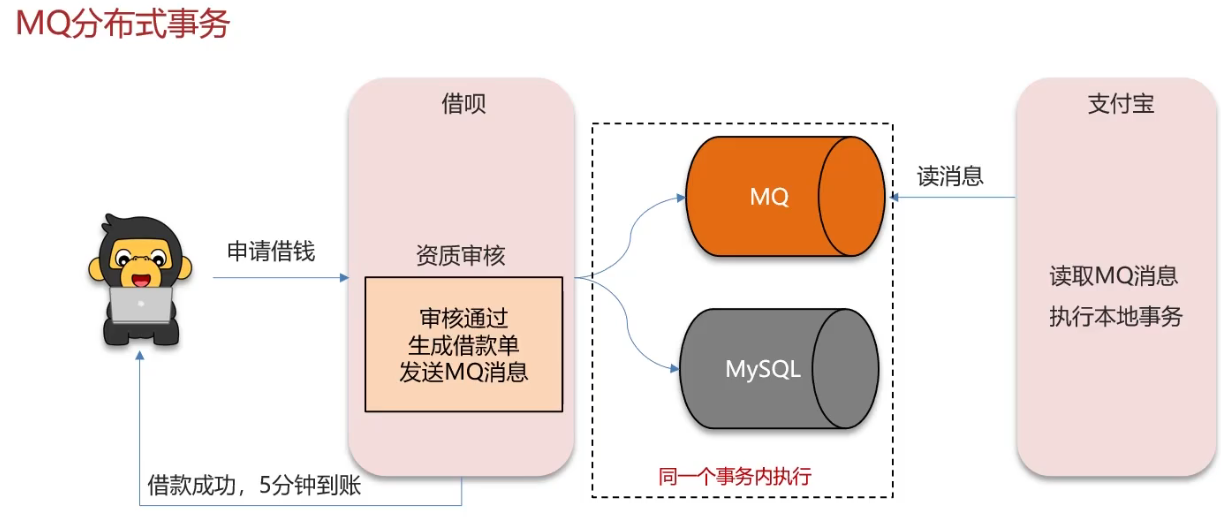 MQ分布式事务
借呗
支付宝
MQ
读消息
申请借钱
资质审核
审核通过
生成借款单
发送MQ消息
读取MQ消息
执行本地事务
MySQL
同一个事务内执行
借款成功，5分钟到账